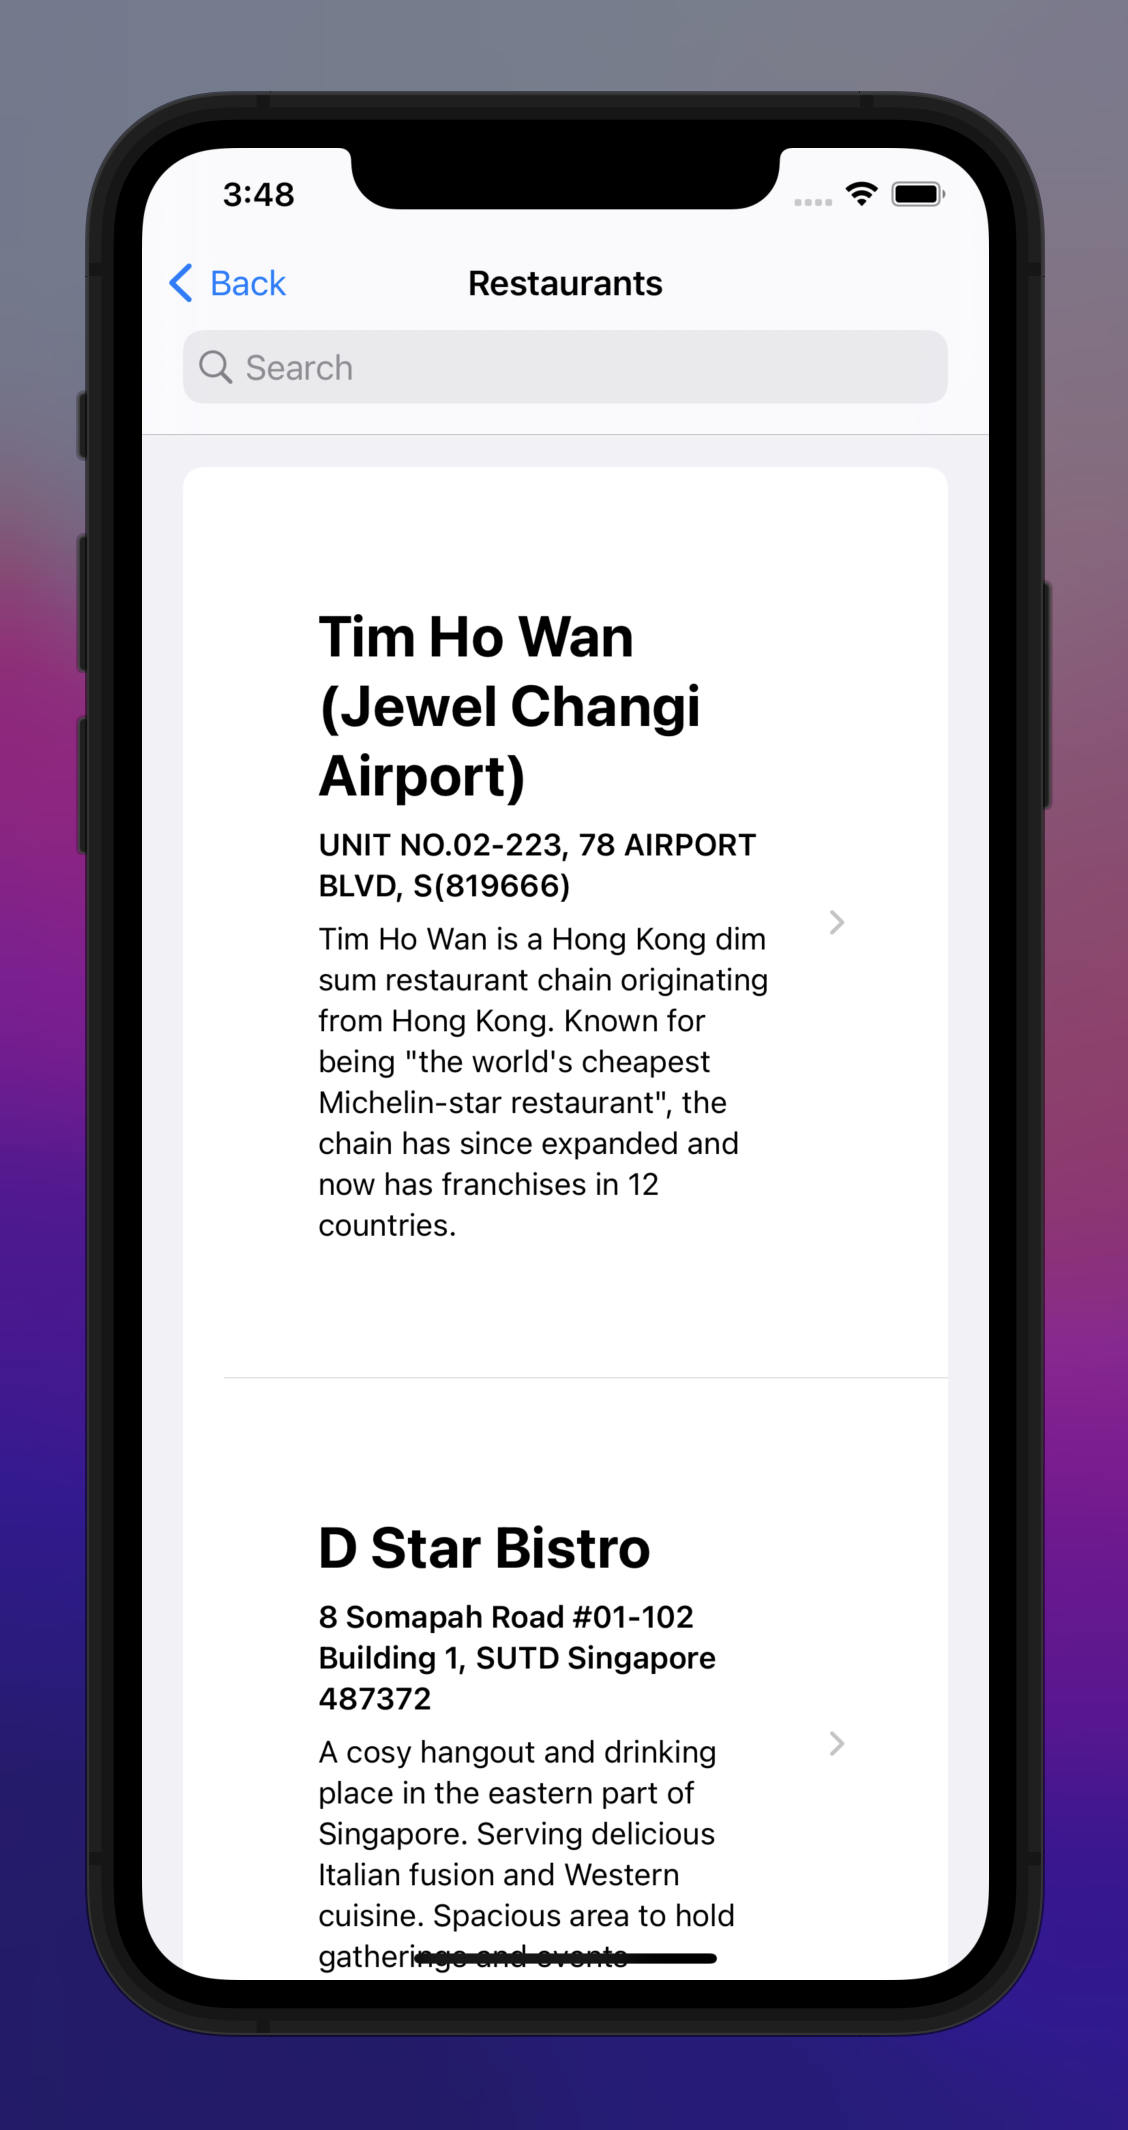 3:48
Back
Restaurants
Search
Tim Ho Wan
(Jewel Changi
Airport)
UNIT NO.02-223, 78 AIRPORT
BLVD, S(819666)
Tim Ho Wan is a Hong Kong dim
sum restaurant chain originating
from Hong Kong. Known for
being "the world's cheapest
Michelin-star restaurant", the
chain has since expanded and
now has franchises in 12
countries.
D Star Bistro
8 Somapah Road #01-102
Building 1, SUTD Singapore
487372
A cosy hangout and drinking
place in the eastern part of
Singapore. Serving delicious
Italian fusion and Western
cuisine. Spacious area to hold
gatherings and events